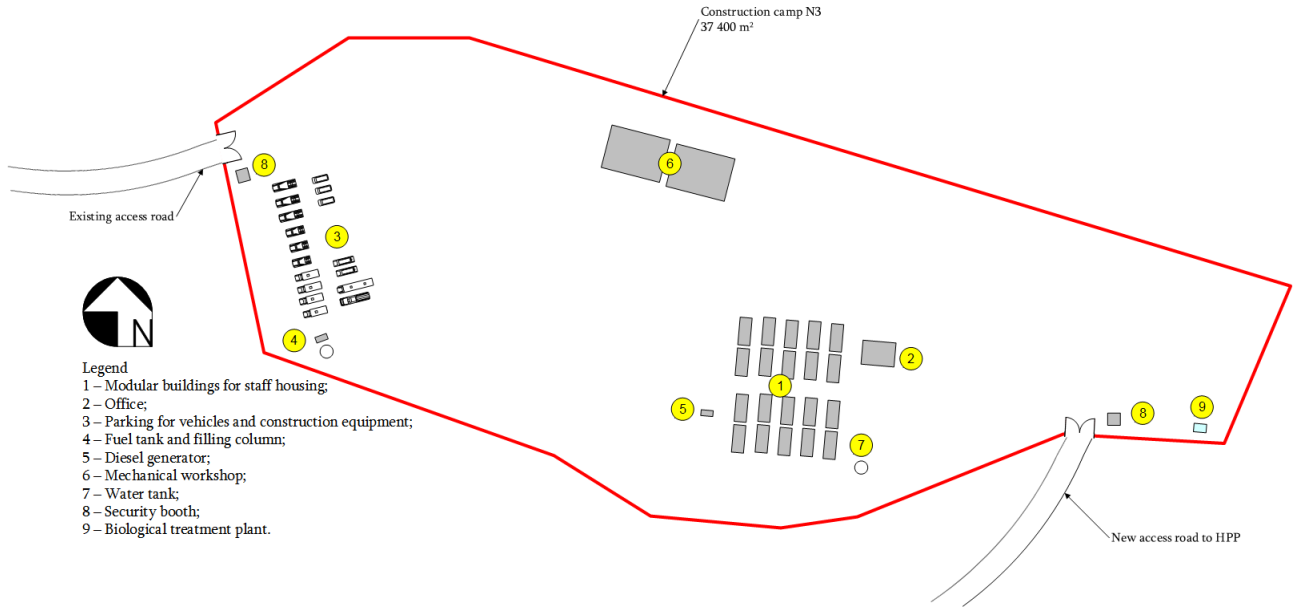 Construction camp N3
37 400 m²
6
8
Existing access road
3
N
4
2
1
5
9
8
7
Legend
1 – Modular buildings for staff housing;
2 – Office;
3 – Parking for vehicles and construction equipment;
4 – Fuel tank and filling column;
5 – Diesel generator;
6 – Mechanical workshop;
7 – Water tank;
8 – Security booth;
9 – Biological treatment plant.
New access road to HPP